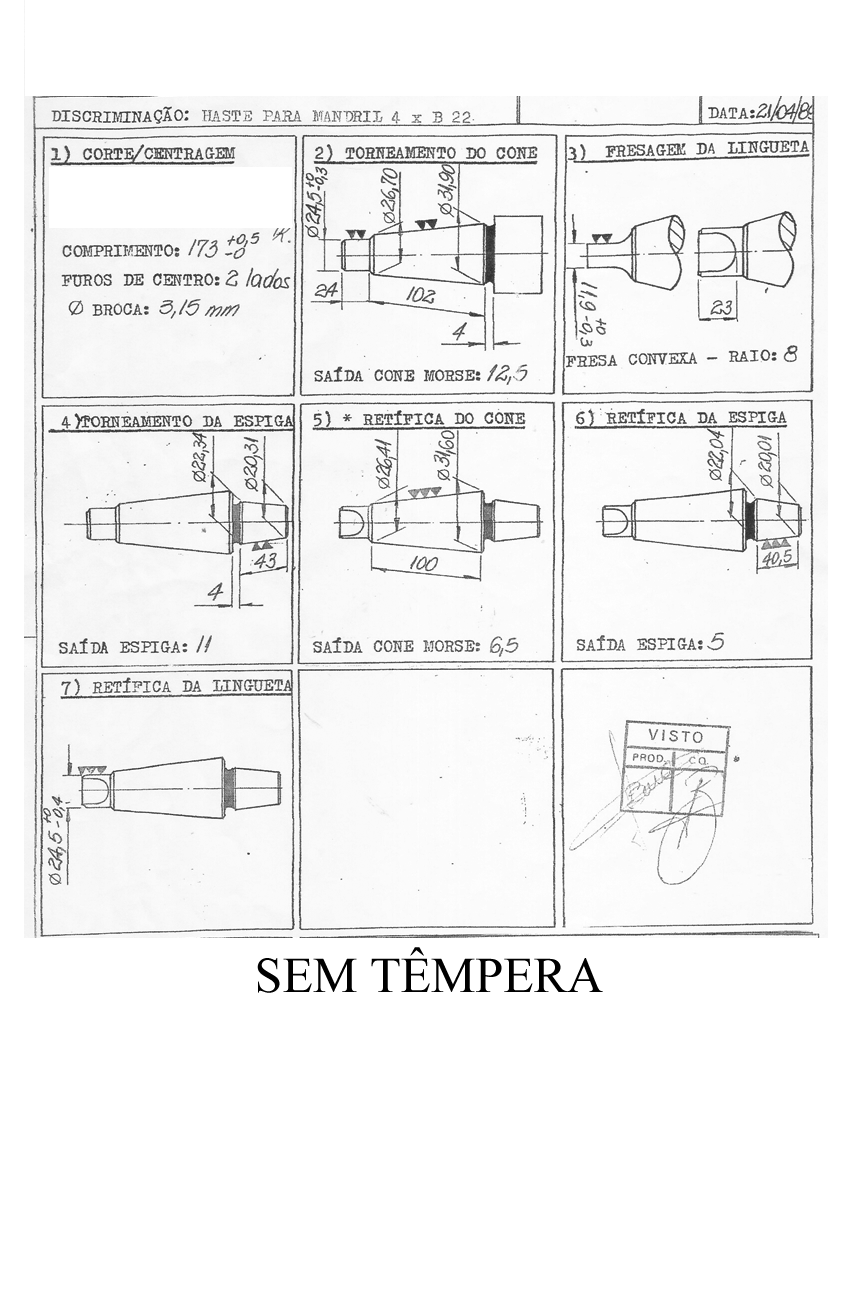 DISCRIMINAÇÃO: HASTE PARA MANDRIL 4 x B 22.
DATA: 21/04/89
1) CORTE/CENTRAGEM
COMPRIMENTO: 173 +0,5 -0
FUROS DE CENTRO: 2 lados
Ø BROCA: 3,15 mm
2) TORNEAMENTO DO CONE
Ø24,5 +0 -0,3
Ø26,70
Ø31,90
24
102
4
SAÍDA CONE MORSE: 12,5
3) FRESAGEM DA LINGUETA
11,9 +0 -0,3
23
FRESA CONVEXA - RAIO: 8
4) TORNEAMENTO DA ESPIGA
Ø22,34
Ø20,31
43
4
SAÍDA ESPIGA: 11
5) * RETÍFICA DO CONE
Ø26,41
Ø31,60
100
SAÍDA CONE MORSE: 6,5
6) RETÍFICA DA ESPIGA
Ø22,04
Ø20,01
40,5
SAÍDA ESPIGA: 5
7) RETÍFICA DA LINGUETA
Ø24,5 +0 -0,4
VISTO
PROD. CQ.
SEM TÊMPERA